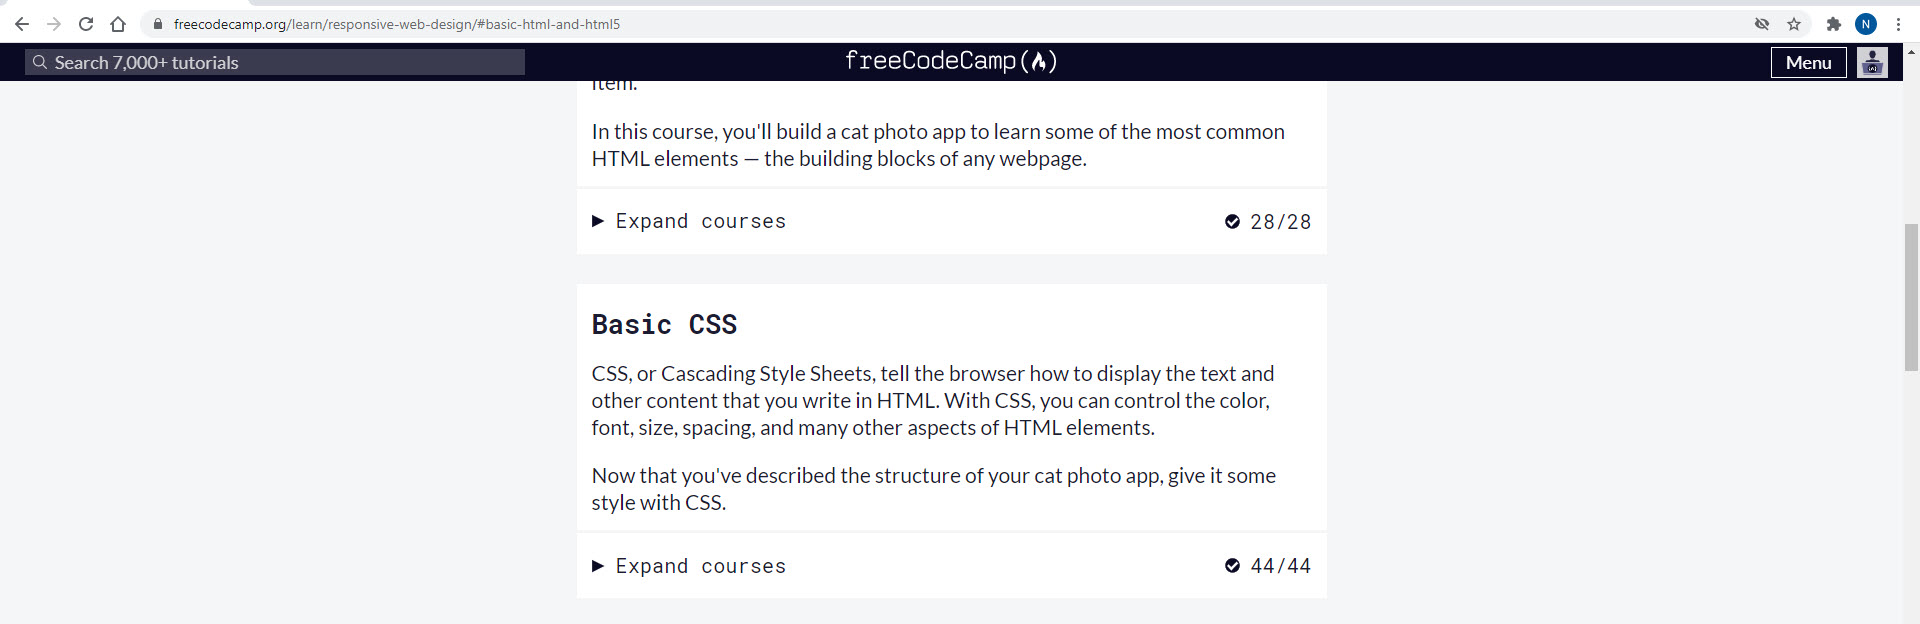 freecodecamp.org/learn/responsive-web-design/#basic-html-and-html5
N
Search 7,000+ tutorials
freeCodeCamp(🔥)
Menu
item.
In this course, you'll build a cat photo app to learn some of the most common
HTML elements — the building blocks of any webpage.
Expand courses
28/28
Basic CSS
CSS, or Cascading Style Sheets, tell the browser how to display the text and
other content that you write in HTML. With CSS, you can control the color,
font, size, spacing, and many other aspects of HTML elements.
Now that you've described the structure of your cat photo app, give it some
style with CSS.
Expand courses
44/44